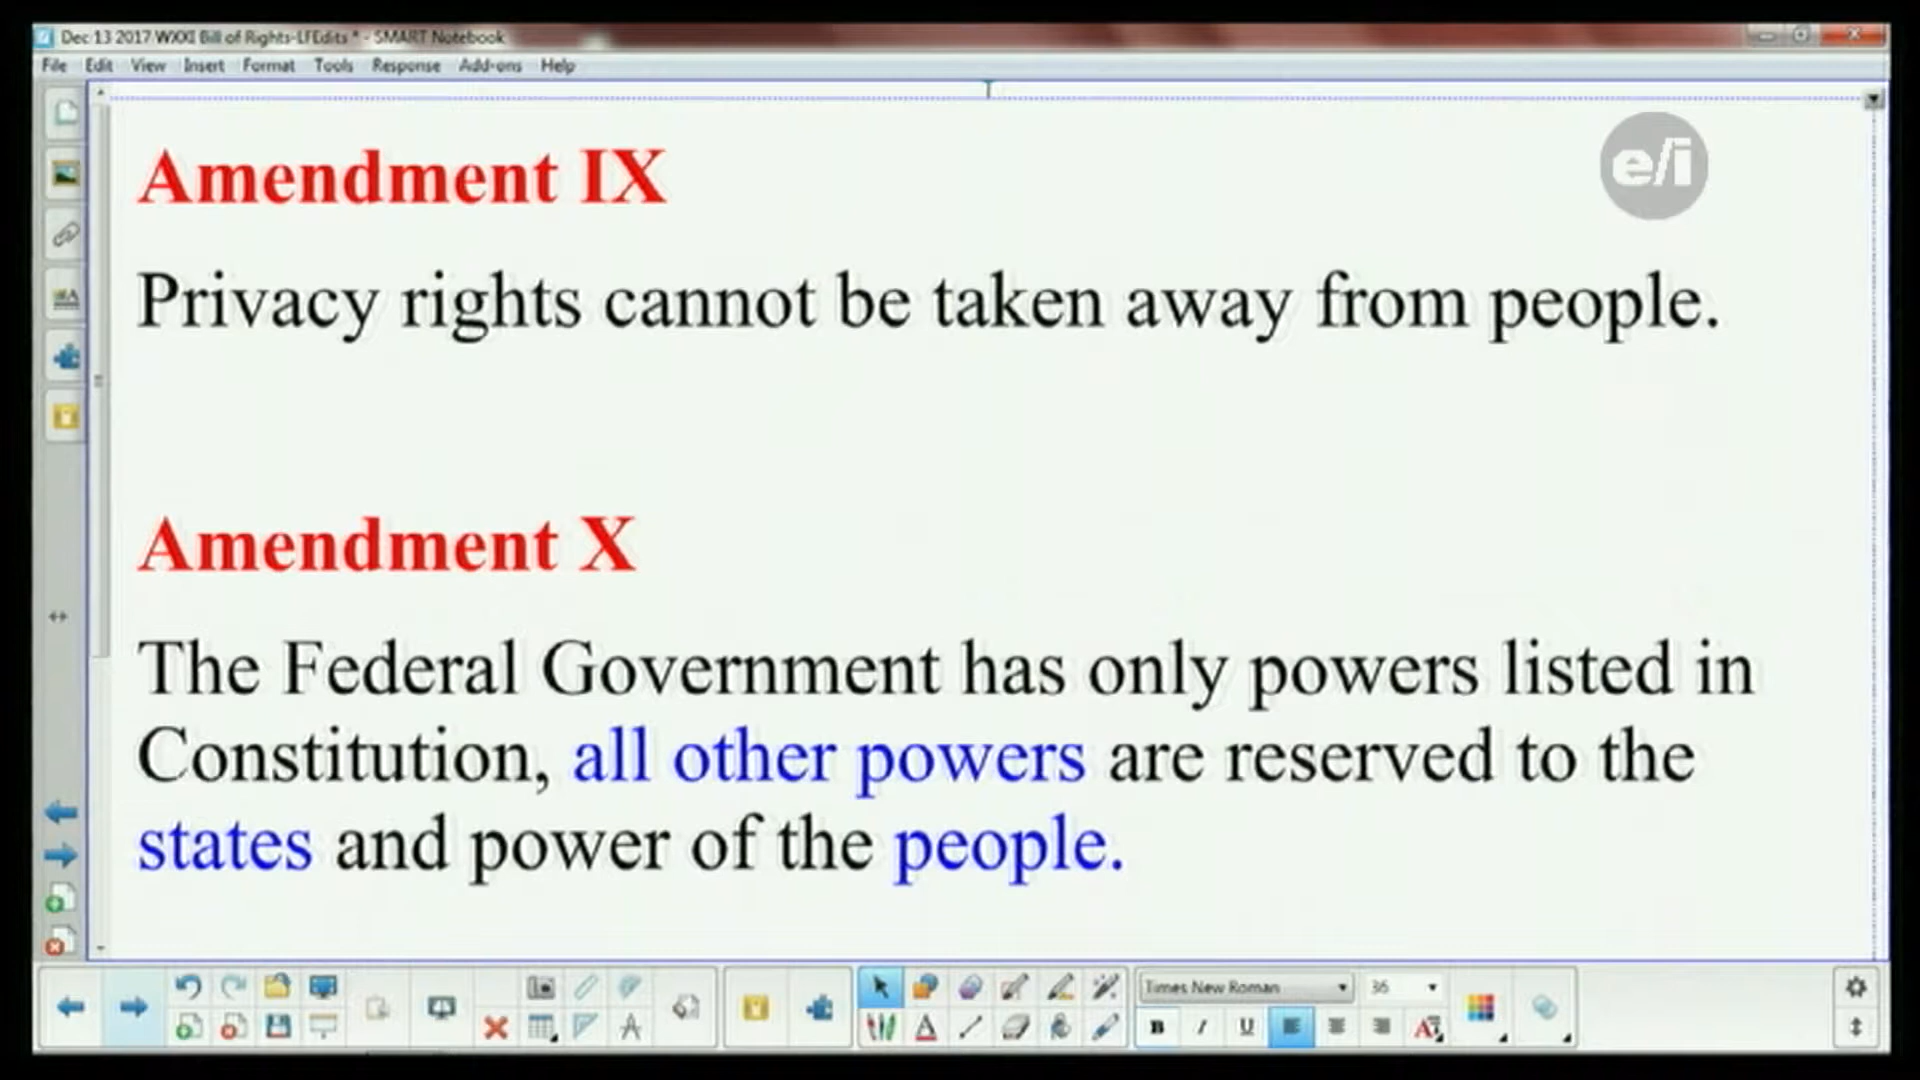 Dec 13 2017 WXXI Bill of Rights-LFEdits * - SMART Notebook
File Edit View Insert Format Tools Response Add-ons Help
e/i
Amendment IX
Privacy rights cannot be taken away from people.
Amendment X
The Federal Government has only powers listed in
Constitution, all other powers are reserved to the
states and power of the people.
Times New Roman 36
B I U